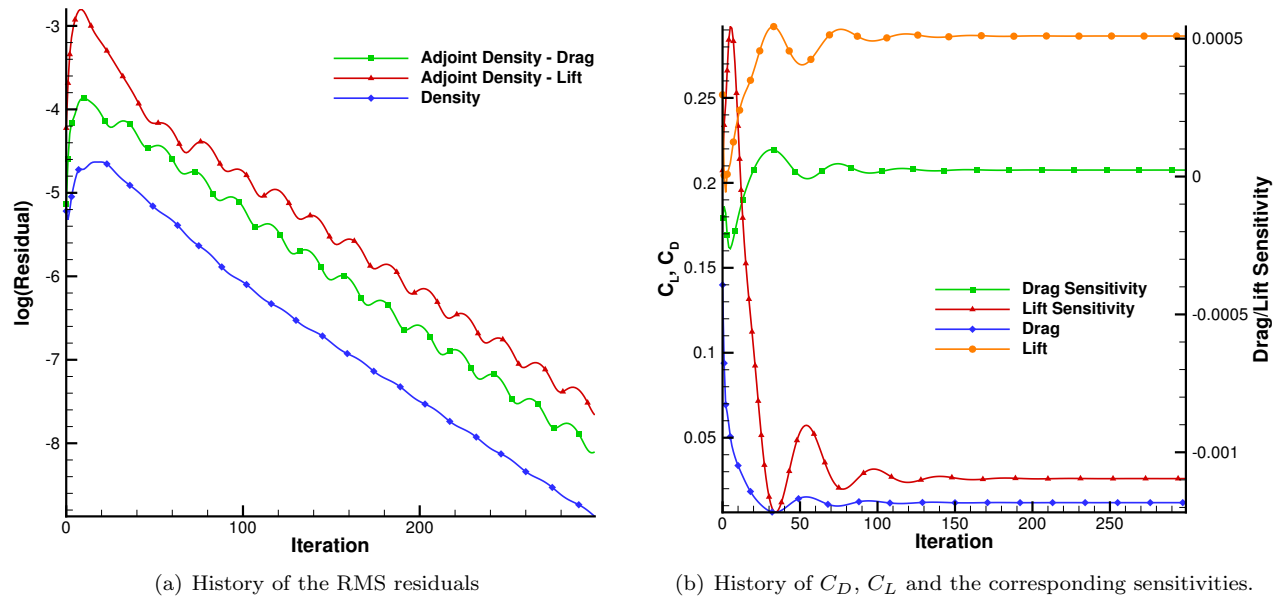 -3
-4
-5
-6
-7
-8
log(Residual)
0
100
200
Iteration
Adjoint Density - Drag
Adjoint Density - Lift
Density
(a) History of the RMS residuals
0.25
0.2
0.15
0.1
0.05
C_L, C_D
0
50
100
150
200
250
Iteration
0.0005
0
-0.0005
-0.001
Drag/Lift Sensitivity
Drag Sensitivity
Lift Sensitivity
Drag
Lift
(b) History of C_D, C_L and the corresponding sensitivities.